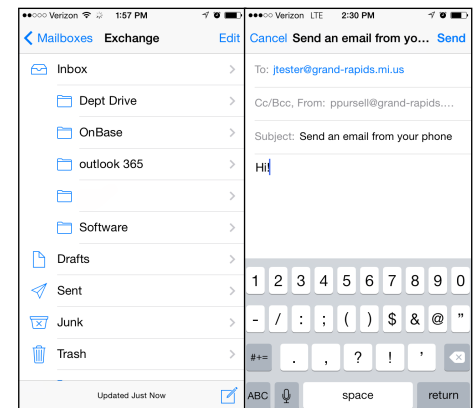 Verizon 1:57 PM
Mailboxes Exchange Edit
Inbox
Dept Drive
OnBase
outlook 365
Software
Drafts
Sent
Junk
Trash
Updated Just Now
Verizon LTE 2:30 PM
Cancel Send an email from yo... Send
To: jtester@grand-rapids.mi.us
Cc/Bcc, From: ppursell@grand-rapids....
Subject: Send an email from your phone
Hi!
1 2 3 4 5 6 7 8 9 0
- / : ; ( ) $ & @ "
#+= . , ? ! '
ABC space return